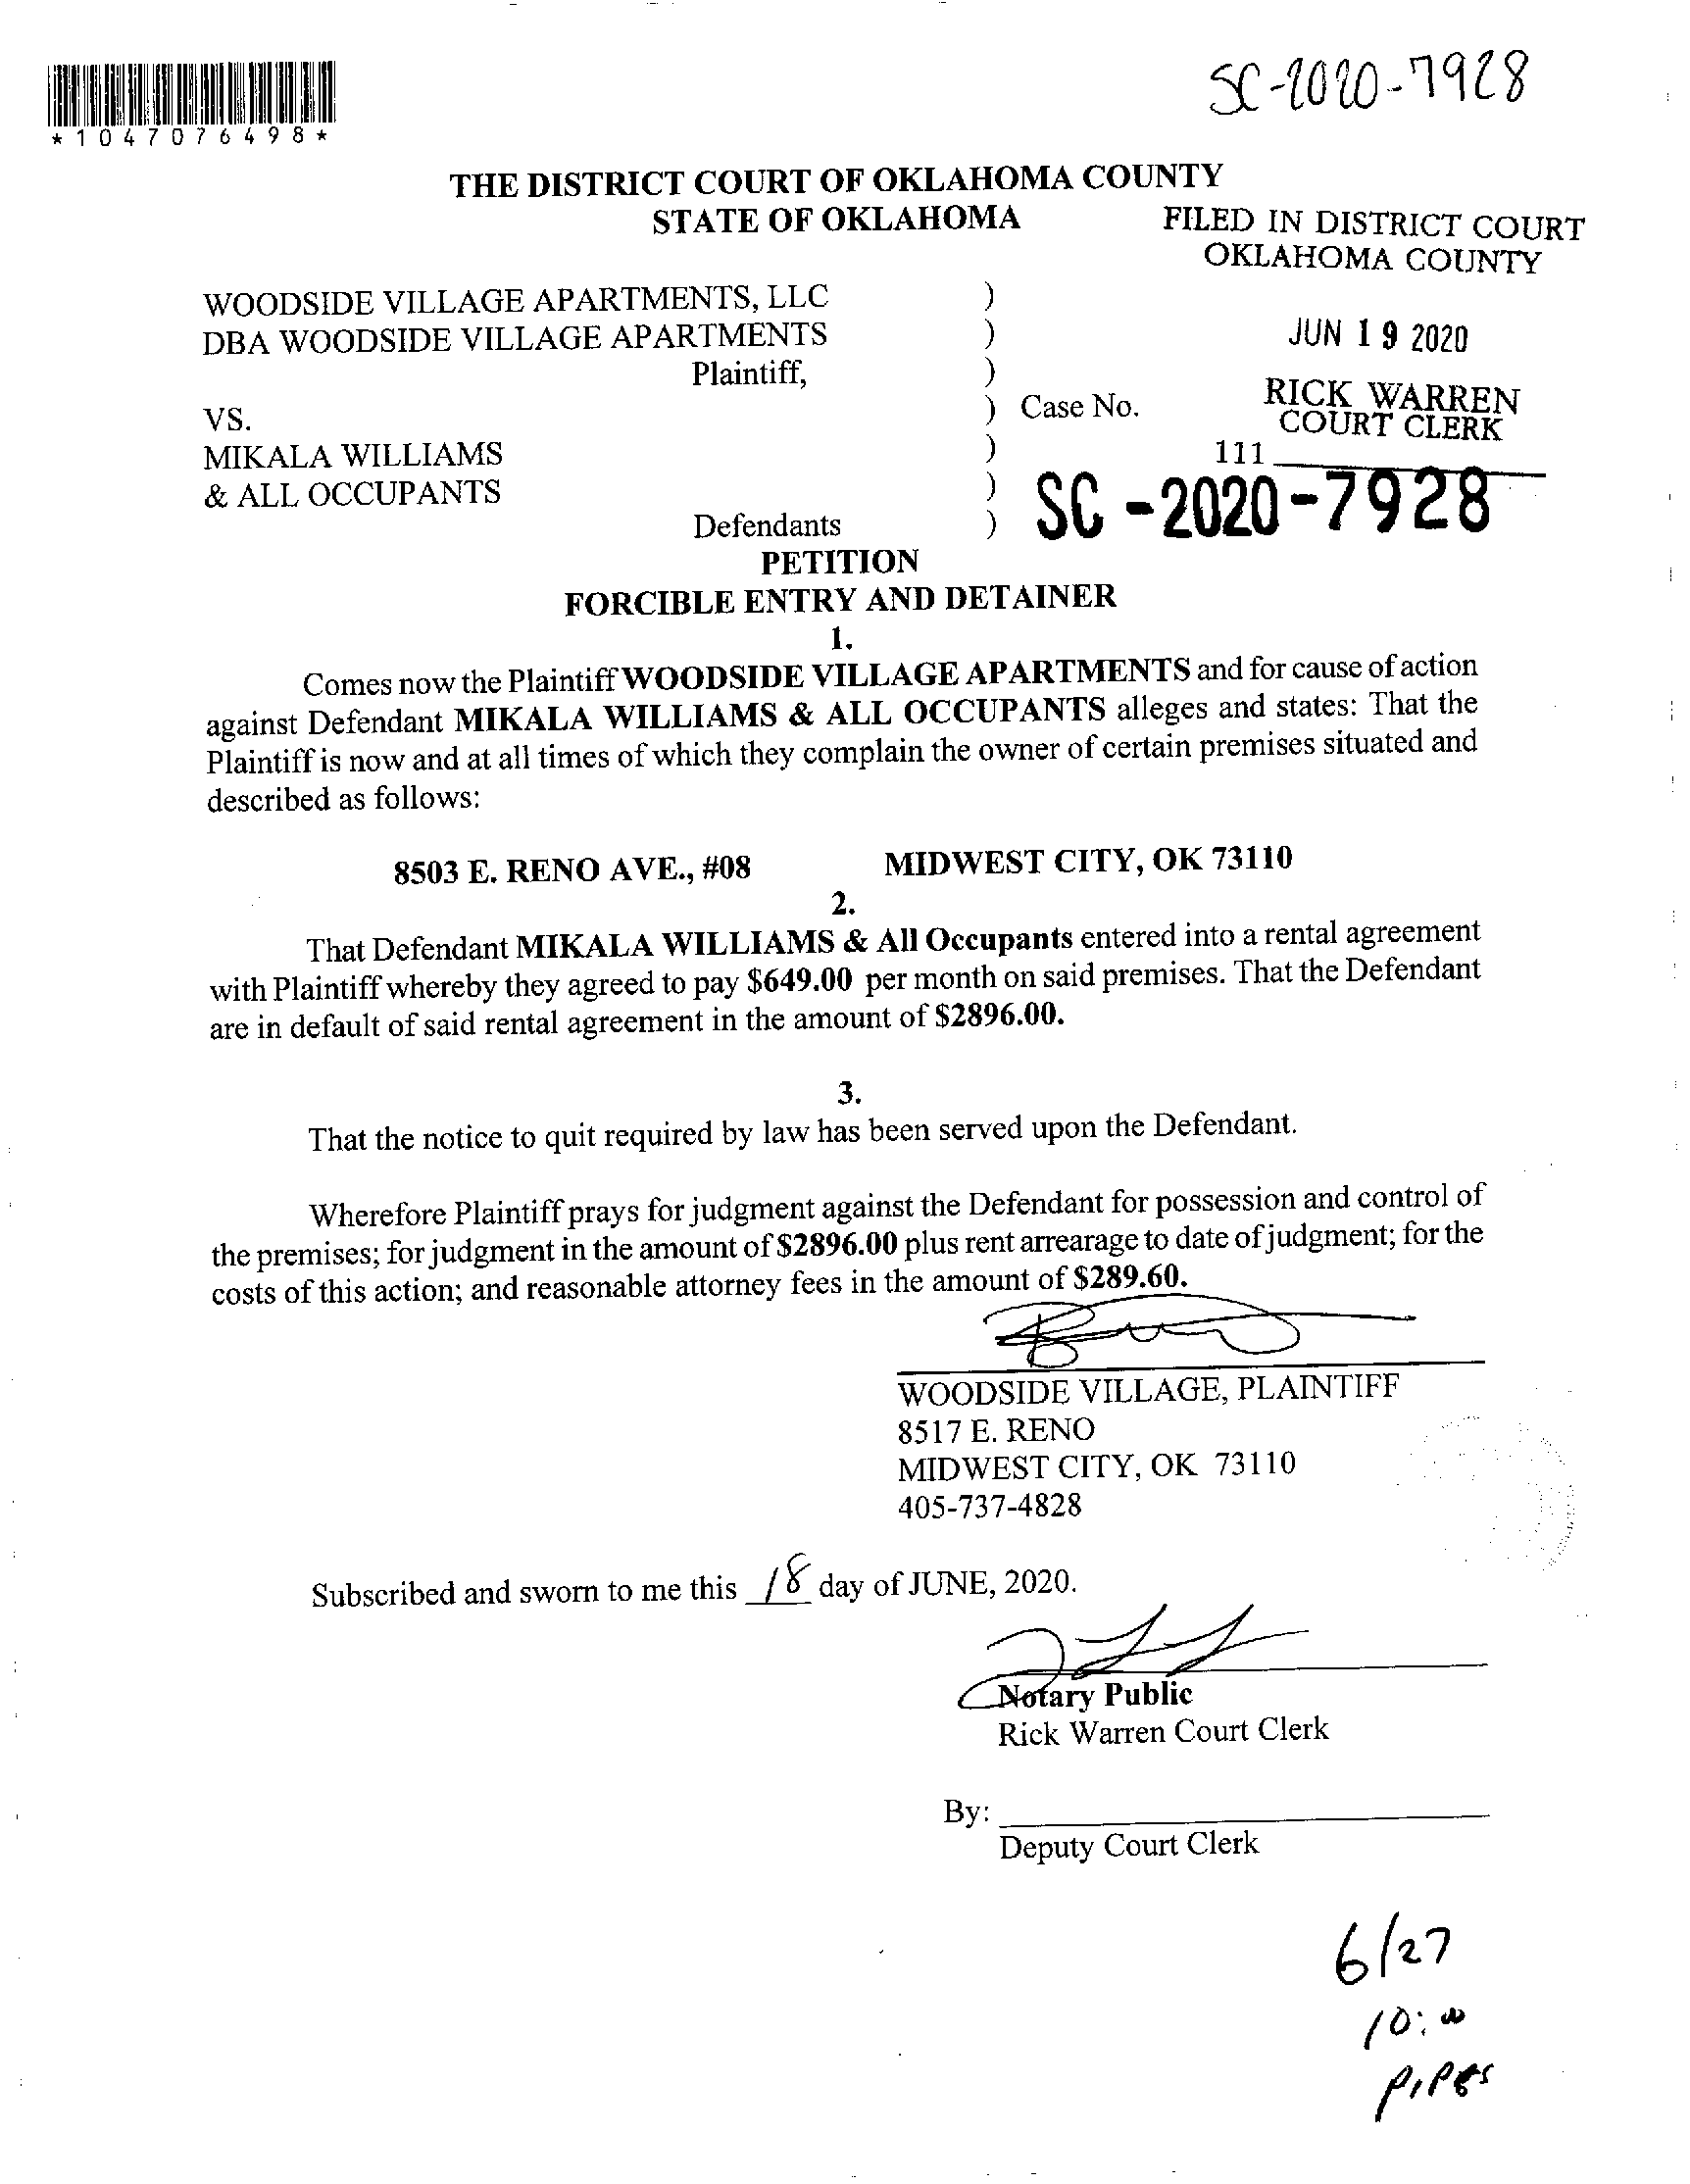 SC-2020-7928
*1047076498*
THE DISTRICT COURT OF OKLAHOMA COUNTY
STATE OF OKLAHOMA
FILED IN DISTRICT COURT
OKLAHOMA COUNTY
WOODSIDE VILLAGE APARTMENTS, LLC )
DBA WOODSIDE VILLAGE APARTMENTS )
JUN 19 2020
Plaintiff, )
RICK WARREN
COURT CLERK
VS. ) Case No.
MIKALA WILLIAMS )
111
& ALL OCCUPANTS )
SC-2020-7928
Defendants )
PETITION
FORCIBLE ENTRY AND DETAINER
1.
Comes now the Plaintiff WOODSIDE VILLAGE APARTMENTS and for cause of action
against Defendant MIKALA WILLIAMS & ALL OCCUPANTS alleges and states: That the
Plaintiff is now and at all times of which they complain the owner of certain premises situated and
described as follows:
8503 E. RENO AVE., #08 MIDWEST CITY, OK 73110
2.
That Defendant MIKALA WILLIAMS & All Occupants entered into a rental agreement
with Plaintiff whereby they agreed to pay $649.00 per month on said premises. That the Defendant
are in default of said rental agreement in the amount of $2896.00.
3.
That the notice to quit required by law has been served upon the Defendant.
Wherefore Plaintiff prays for judgment against the Defendant for possession and control of
the premises; for judgment in the amount of $2896.00 plus rent arrearage to date of judgment; for the
costs of this action; and reasonable attorney fees in the amount of $289.60.
WOODSIDE VILLAGE, PLAINTIFF
8517 E. RENO
MIDWEST CITY, OK 73110
405-737-4828
Subscribed and sworn to me this 18 day of JUNE, 2020.
Notary Public
Rick Warren Court Clerk
By:
Deputy Court Clerk
6/27
10:00
PIPES